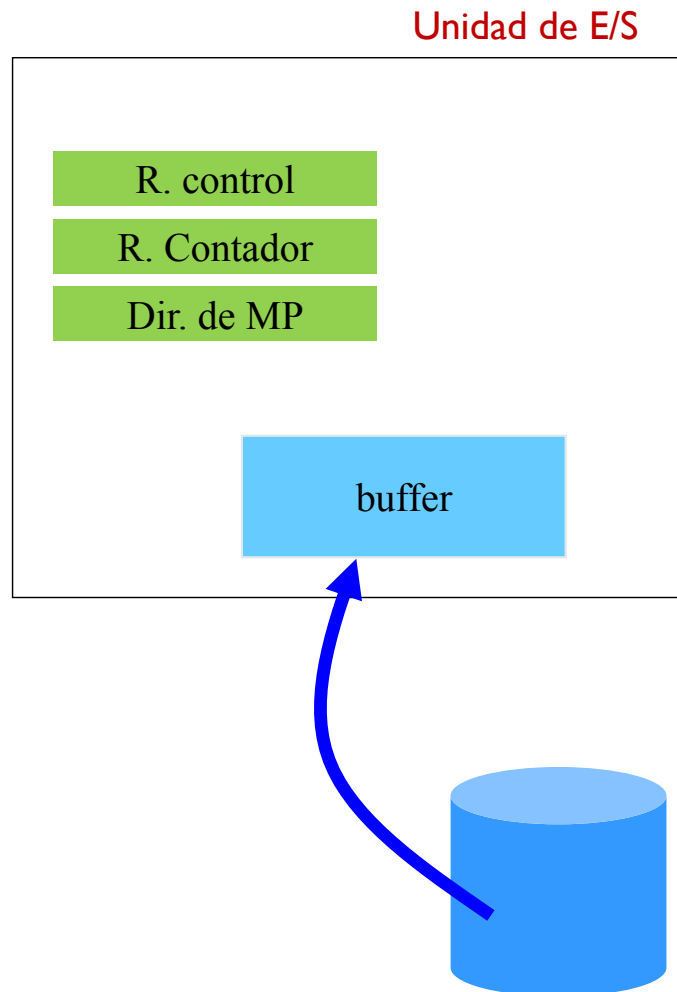 Unidad de E/S
R. control
R. Contador
Dir. de MP
buffer